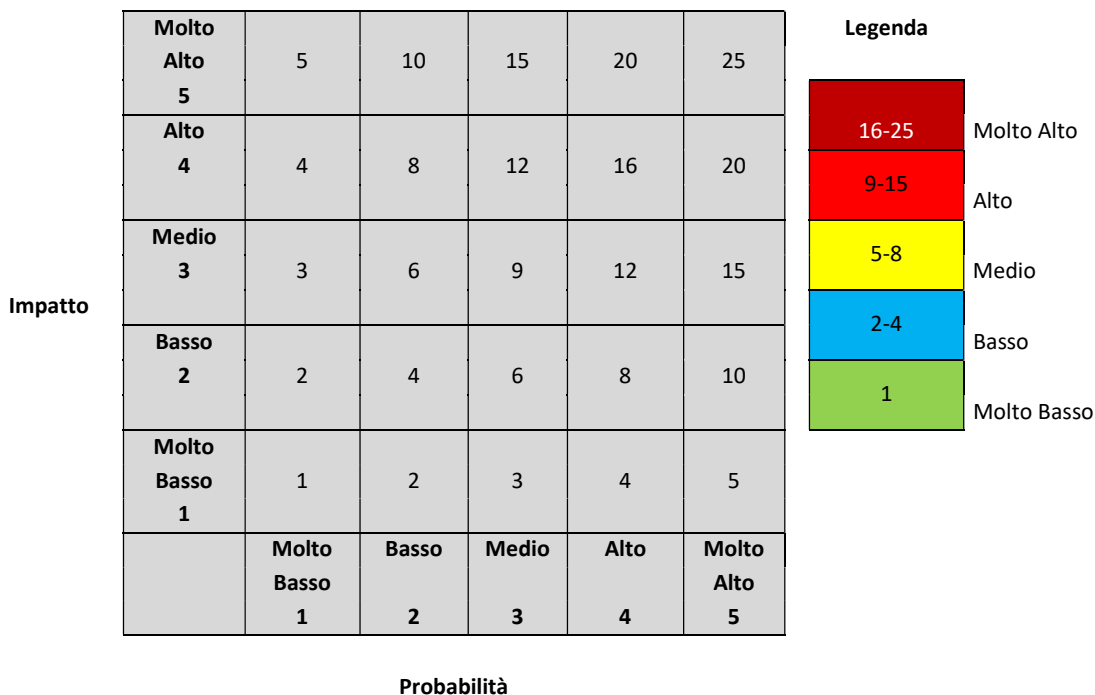 Molto
Alto 5 10 15 20 25
5
Alto
4 4 8 12 16 20
Medio
3 3 6 9 12 15
Impatto
Basso
2 2 4 6 8 10
Molto
Basso 1 2 3 4 5
1
Molto Basso Medio Alto Molto
Basso Alto
1 2 3 4 5
Probabilità
Legenda
16-25 Molto Alto
9-15 Alto
5-8 Medio
2-4 Basso
1 Molto Basso